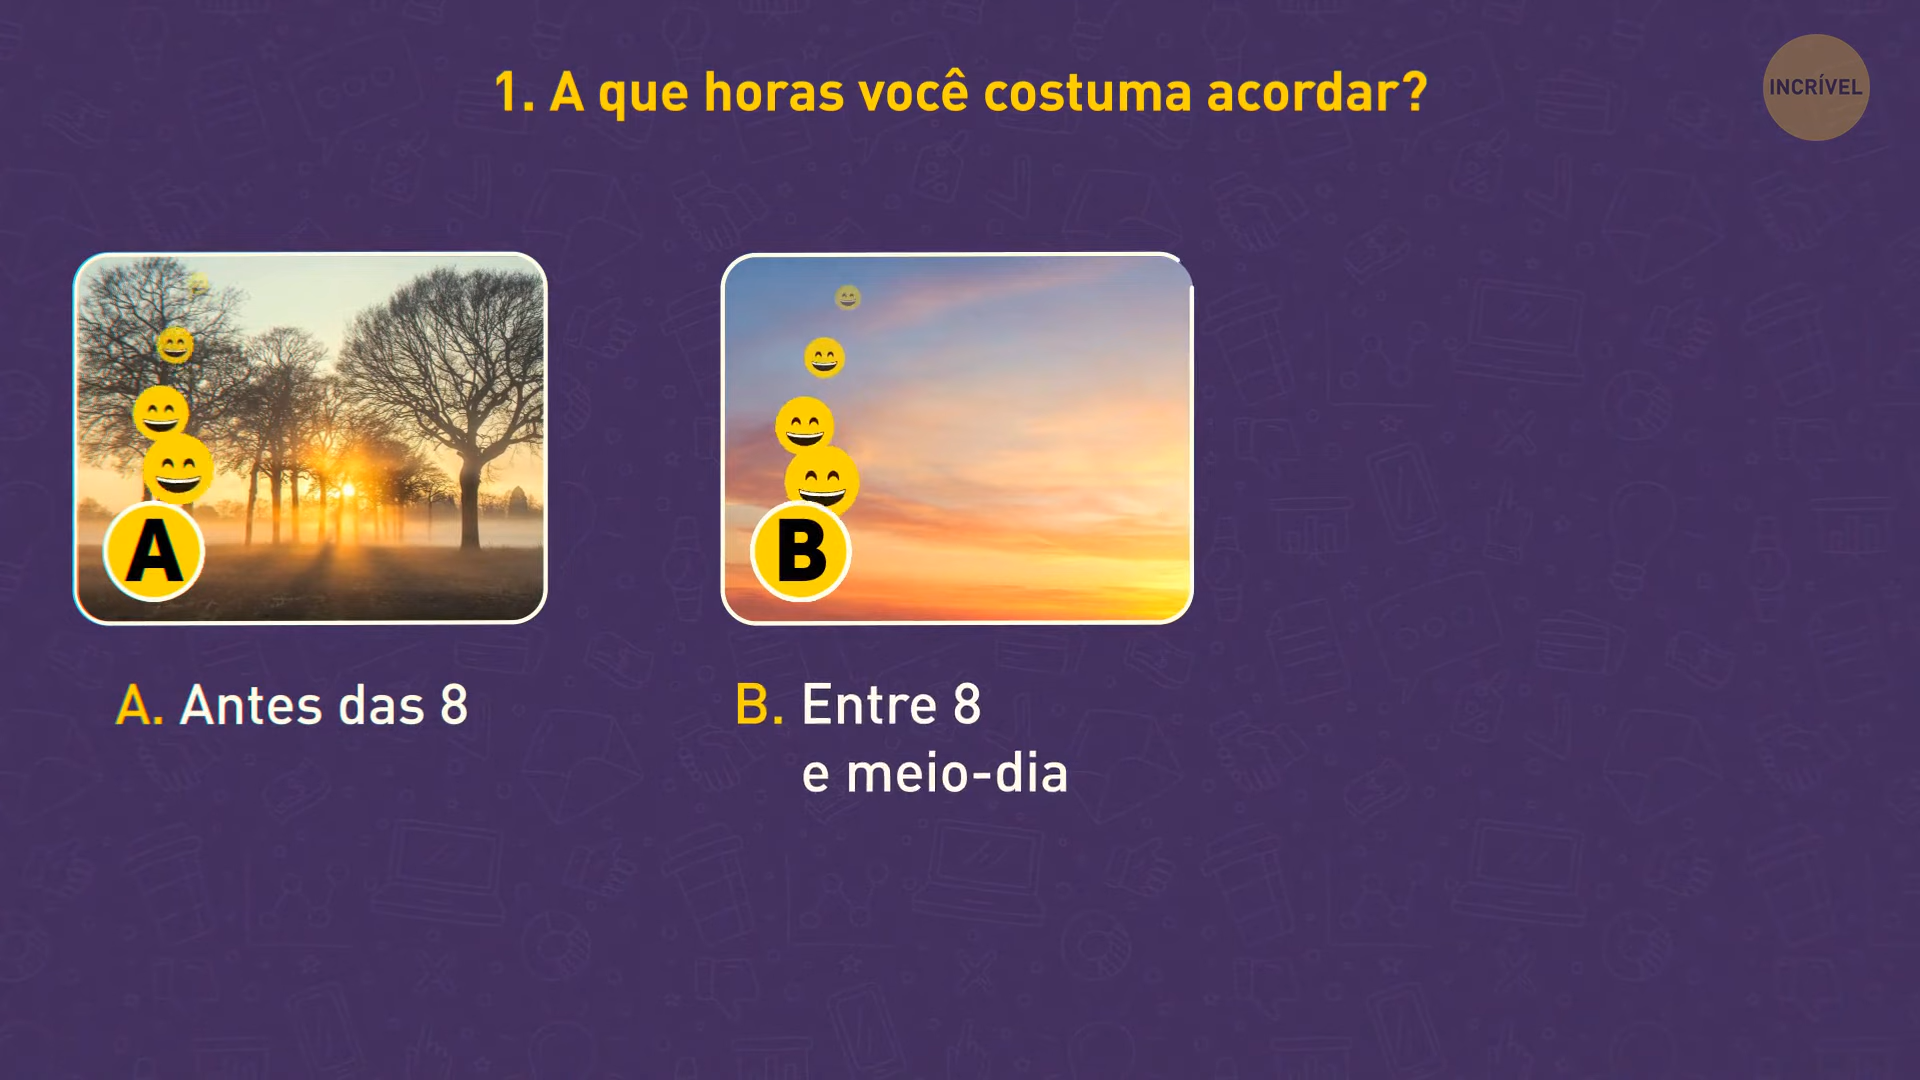 1. A que horas você costuma acordar?
INCRÍVEL
A
B
A. Antes das 8
B. Entre 8
e meio-dia